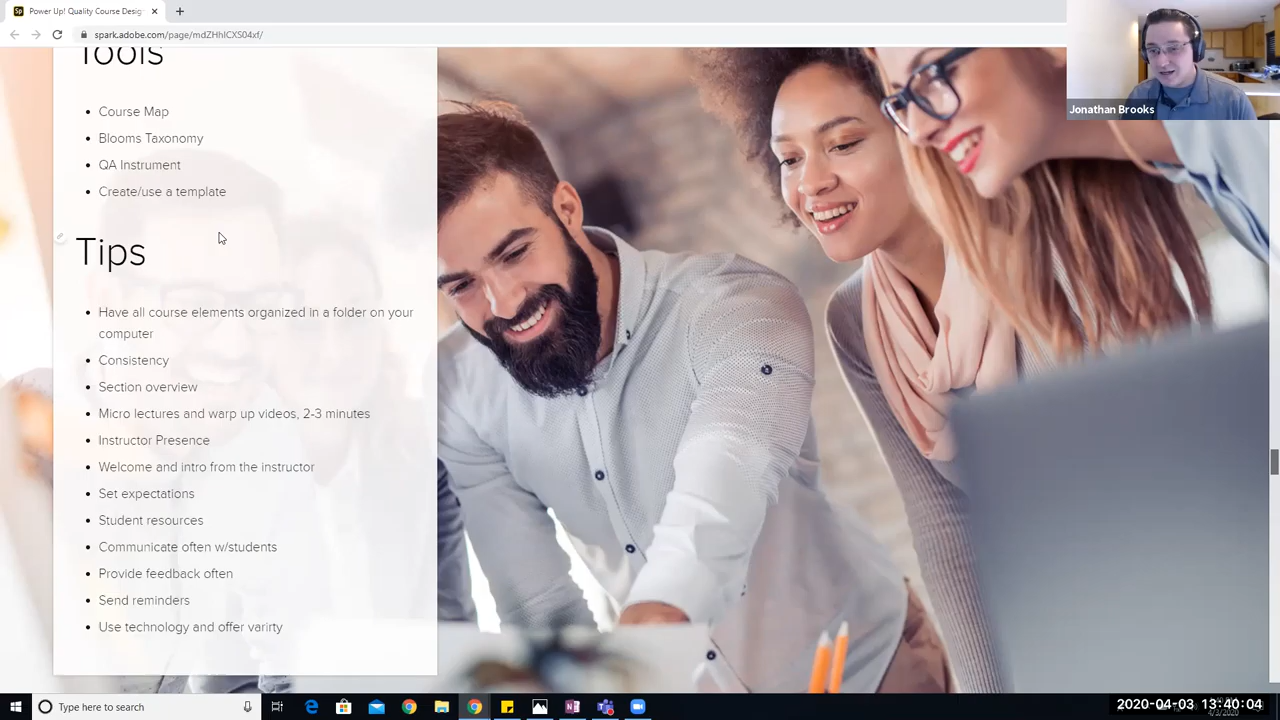 Power Up! Quality Course Desig
spark.adobe.com/page/mdZHhICXS04xf/
Jonathan Brooks
Tools
Course Map
Blooms Taxonomy
QA Instrument
Create/use a template
Tips
Have all course elements organized in a folder on your
computer
Consistency
Section overview
Micro lectures and warp up videos, 2-3 minutes
Instructor Presence
Welcome and intro from the instructor
Set expectations
Student resources
Communicate often w/students
Provide feedback often
Send reminders
Use technology and offer varirty
Type here to search
2020-04-03 13:40:04